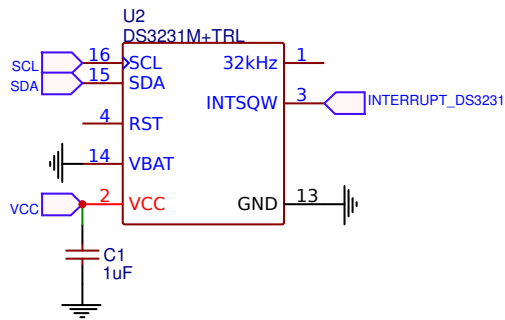 U2
DS3231M+TRL
SCL 16 SCL 32kHz 1
SDA 15 SDA
INTSQW 3 INTERRUPT_DS3231
4 RST
14 VBAT
VCC 2 VCC GND 13
C1
1uF